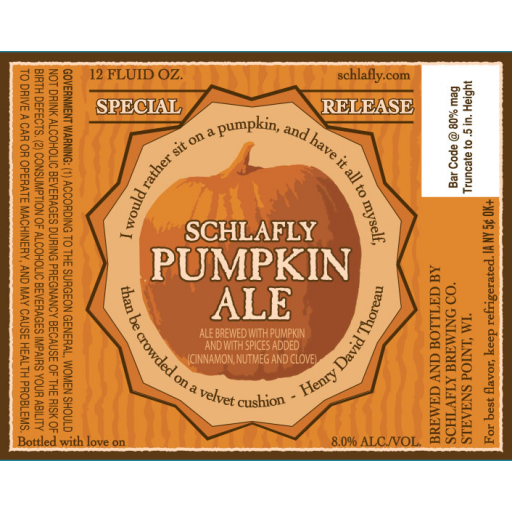 12 FLUID OZ.
schlafly.com
SPECIAL
RELEASE
I would rather sit on a pumpkin, and have it all to myself,
than be crowded on a velvet cushion - Henry David Thoreau
SCHLAFLY
PUMPKIN
ALE
ALE BREWED WITH PUMPKIN
AND WITH SPICES ADDED
(CINNAMON, NUTMEG AND CLOVE)
Bottled with love on
8.0% ALC./VOL.
GOVERNMENT WARNING: (1) ACCORDING TO THE SURGEON GENERAL, WOMEN SHOULD
NOT DRINK ALCOHOLIC BEVERAGES DURING PREGNANCY BECAUSE OF THE RISK OF
BIRTH DEFECTS. (2) CONSUMPTION OF ALCOHOLIC BEVERAGES IMPAIRS YOUR ABILITY
TO DRIVE A CAR OR OPERATE MACHINERY, AND MAY CAUSE HEALTH PROBLEMS.
Bar Code @ 80% mag
Truncate to .5 in. Height
BREWED AND BOTTLED BY
SCHLAFLY BREWING CO.
STEVENS POINT, WI.
For best flavor, keep refrigerated. IA NY 5¢ OK+